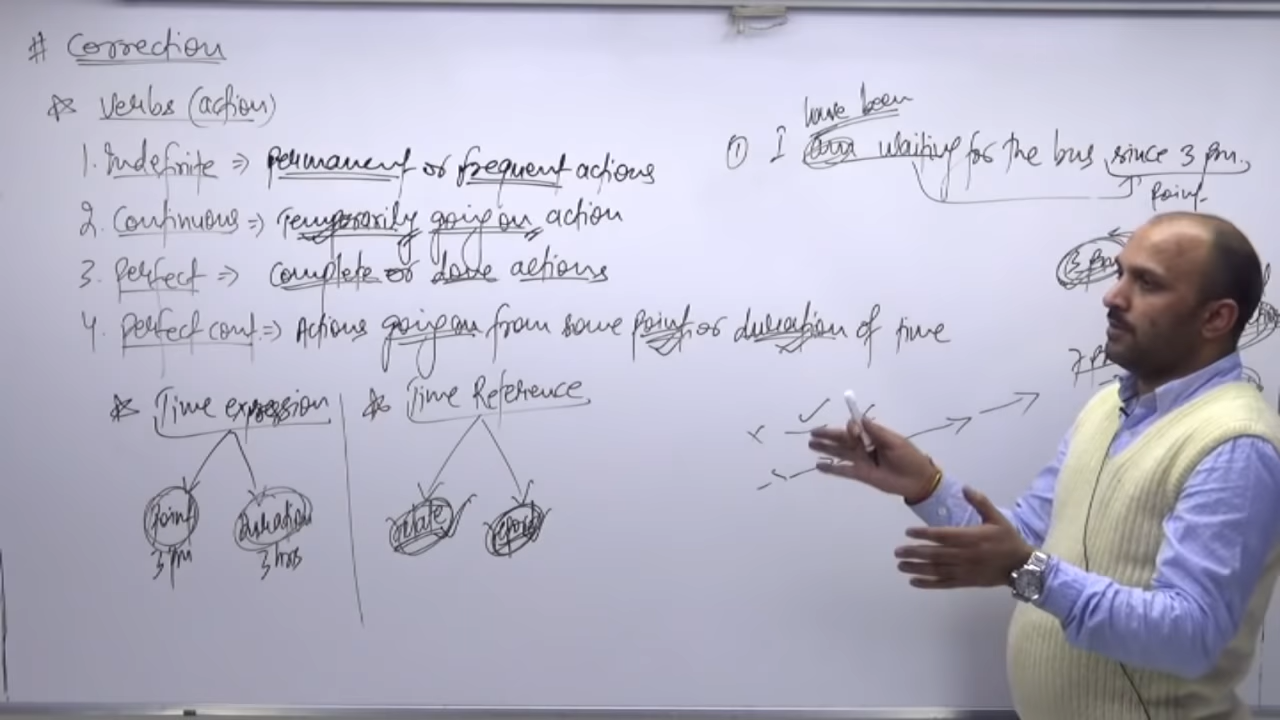 # Correction
☆ Verbs (action)
1. Indefinite => Permanent or frequent actions
2. Continuous => Temporarily going on action
3. Perfect => Complete or done actions
4. Perfect cont. => Actions going on from some point or duration of time
☆ Time expression
☆ Time Reference
Point
Duration
3 pm
3 hrs
have been
① I am waiting for the bus since 3 pm.
Point